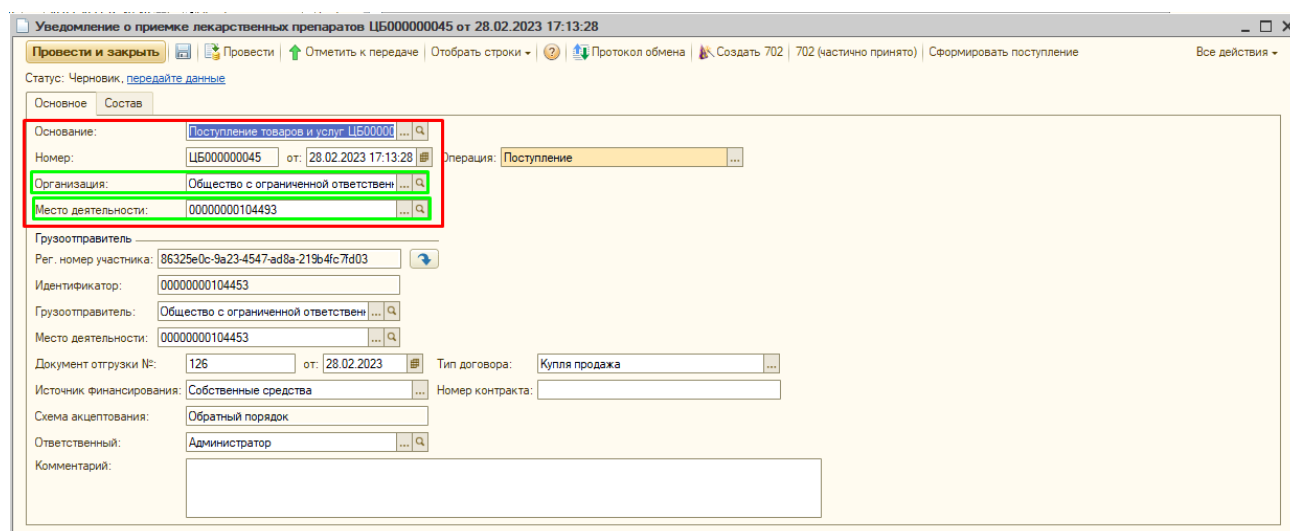 Уведомление о приемке лекарственных препаратов ЦБ000000045 от 28.02.2023 17:13:28
Провести и закрыть Провести Отметить к передаче Отобрать строки Протокол обмена Создать 702 702 (частично принято) Сформировать поступление Все действия
Статус: Черновик, передайте данные
Основное Состав
Основание: Поступление товаров и услуг ЦБ00000 ...
Номер: ЦБ000000045 от: 28.02.2023 17:13:28 Операция: Поступление ...
Организация: Общество с ограниченной ответствен ...
Место деятельности: 00000000104493 ...
Грузоотправитель
Рег. номер участника: 86325e0c-9a23-4547-ad8a-219b4fc7fd03
Идентификатор: 00000000104453
Грузоотправитель: Общество с ограниченной ответствен ...
Место деятельности: 00000000104453 ...
Документ отгрузки №: 126 от: 28.02.2023 Тип договора: Купля продажа ...
Источник финансирования: Собственные средства ... Номер контракта:
Схема акцептования: Обратный порядок
Ответственный: Администратор ...
Комментарий: